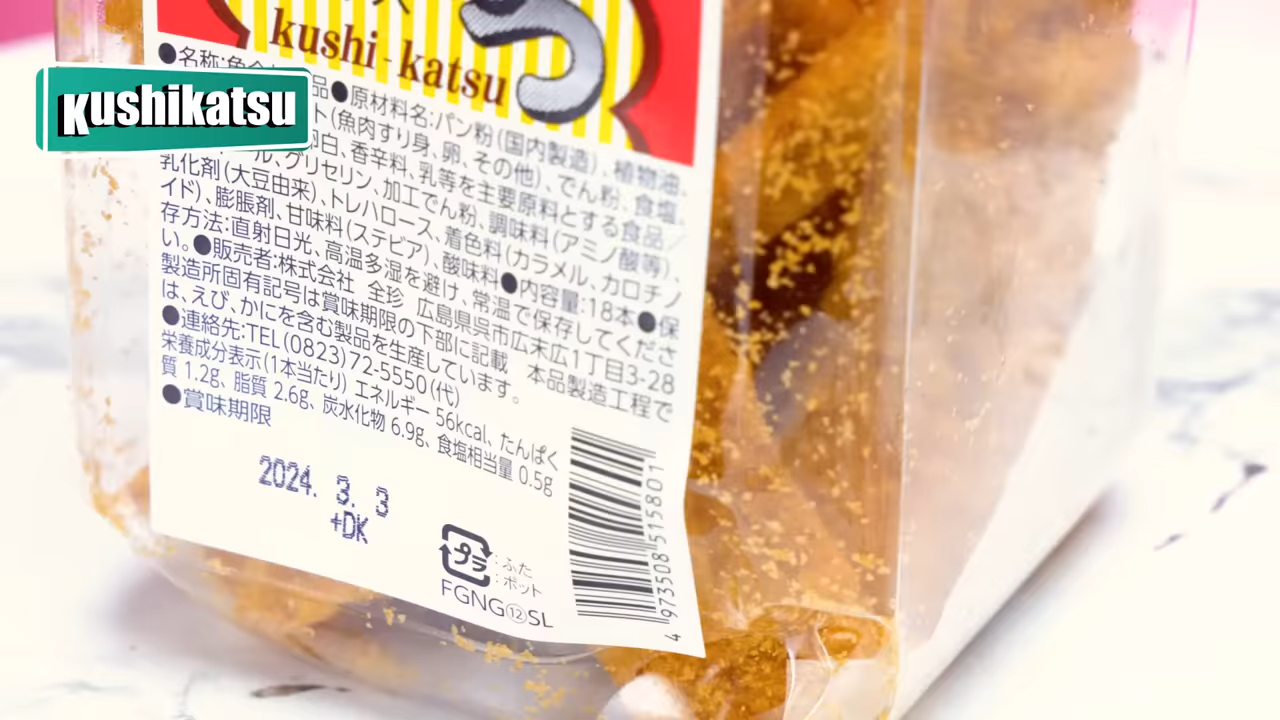 つ
kushi-katsu
Kushikatsu
●名称:魚 品●原材料名:パン粉(国内製造)、植物油、
ト(魚肉すり身、卵、その他)、でん粉、食塩、
卵白、香辛料、乳等を主要原料とする食品/
ール、グリセリン、加工でん粉、調味料(アミノ酸等)、
乳化剤(大豆由来)、トレハロース、着色料(カラメル、カロチノ
イド)、膨脹剤、甘味料(ステビア)、酸味料●内容量:18本●保
存方法:直射日光、高温多湿を避け、常温で保存してくださ
い。●販売者:株式会社 全珍 広島県呉市広末広1丁目3-28
製造所固有記号は賞味期限の下部に記載 本品製造工程で
は、えび、かにを含む製品を生産しています。
●連絡先:TEL(0823)72-5550(代)
栄養成分表示(1本当たり) エネルギー 56kcal、たんぱく
質 1.2g、脂質 2.6g、炭水化物 6.9g、食塩相当量 0.5g
●賞味期限
2024. 3. 3
+DK
プラ
:ふた
:ポット
FGNG⑫SL
4 973508 515801